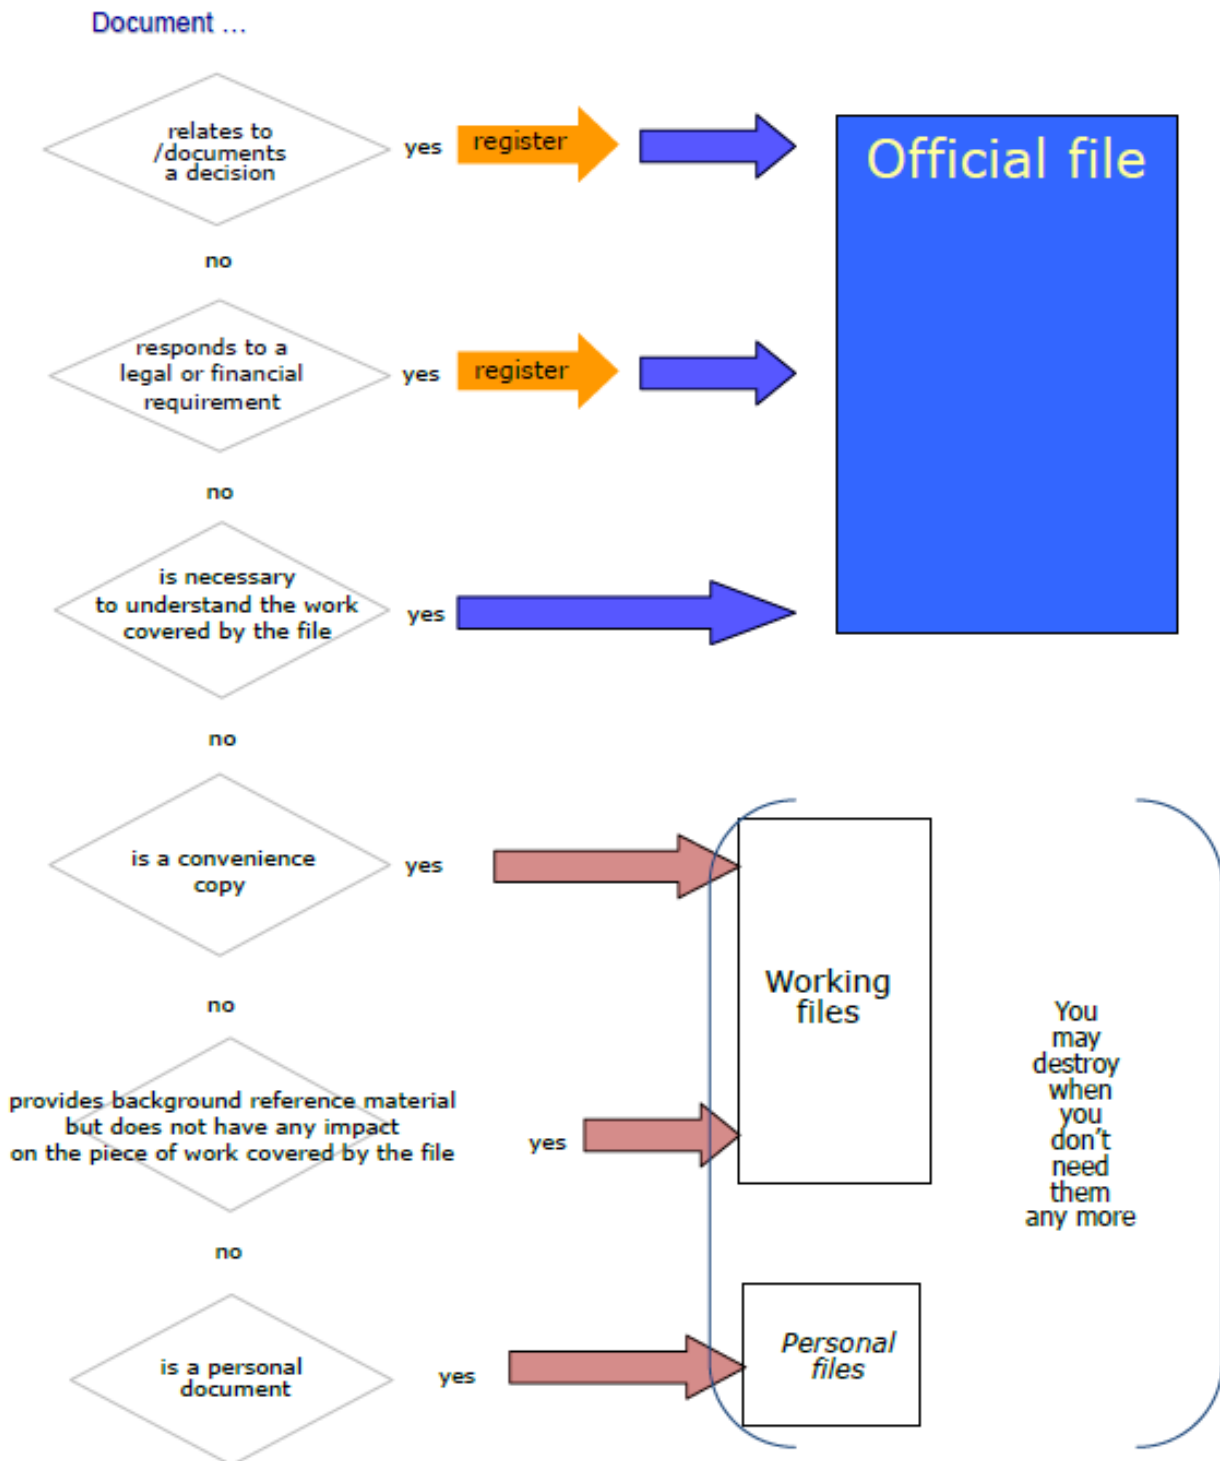 Document ...
relates to
/documents
a decision
yes
register
Official file
no
responds to a
legal or financial
requirement
yes
register
no
is necessary
to understand the work
covered by the file
yes
no
is a convenience
copy
yes
Working
files
no
provides background reference material
but does not have any impact
on the piece of work covered by the file
yes
You
may
destroy
when
you
don't
need
them
any more
no
is a personal
document
yes
Personal
files